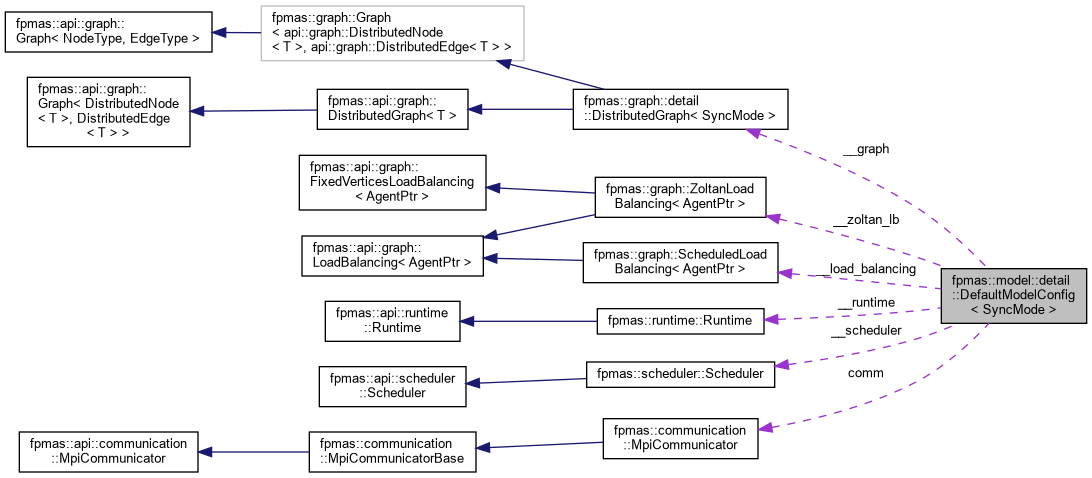 fpmas::api::graph::
Graph< NodeType, EdgeType >
fpmas::graph::Graph
< api::graph::DistributedNode
< T >, api::graph::DistributedEdge< T > >
fpmas::api::graph::
Graph< DistributedNode
< T >, DistributedEdge
< T > >
fpmas::api::graph::
DistributedGraph< T >
fpmas::graph::detail
::DistributedGraph< SyncMode >
__graph
fpmas::api::graph::
FixedVerticesLoadBalancing
< AgentPtr >
fpmas::graph::ZoltanLoad
Balancing< AgentPtr >
__zoltan_lb
fpmas::api::graph::
LoadBalancing< AgentPtr >
fpmas::graph::ScheduledLoad
Balancing< AgentPtr >
__load_balancing
fpmas::model::detail
::DefaultModelConfig
< SyncMode >
fpmas::api::runtime
::Runtime
fpmas::runtime::Runtime
__runtime
__scheduler
fpmas::api::scheduler
::Scheduler
fpmas::scheduler::Scheduler
comm
fpmas::api::communication
::MpiCommunicator
fpmas::communication
::MpiCommunicatorBase
fpmas::communication
::MpiCommunicator